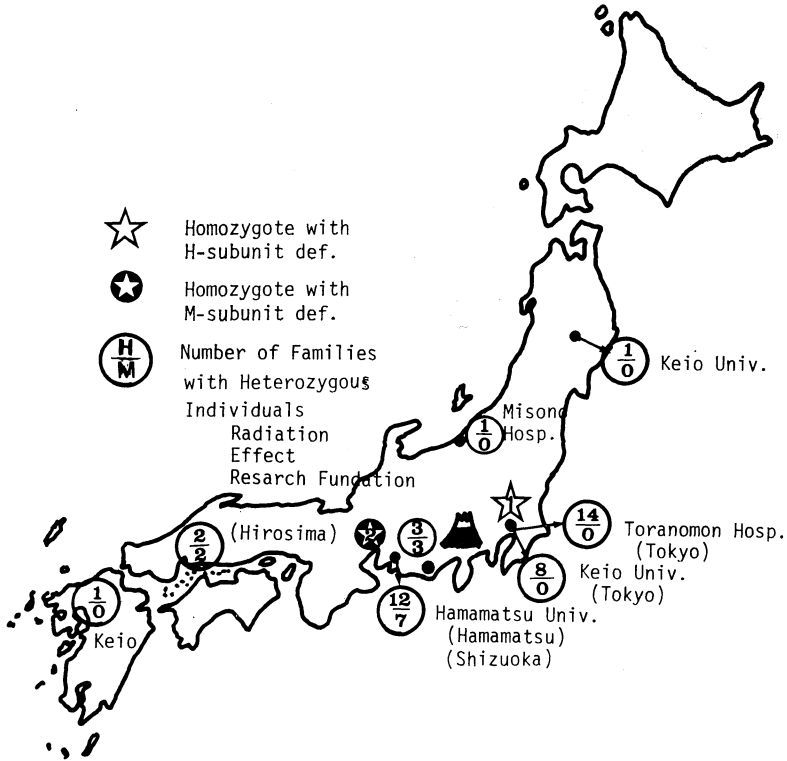 Homozygote with
H-subunit def.
Homozygote with
M-subunit def.
H
M
Number of Families
with Heterozygous
Individuals
Radiation
Effect
Resarch Fundation
(Hirosima)
1
0
Keio Univ.
1
0
Misono
Hosp.
1
14
0
Toranomon Hosp.
(Tokyo)
8
0
Keio Univ.
(Tokyo)
2
3
3
12
7
Hamamatsu Univ.
(Hamamatsu)
(Shizuoka)
2
2
1
0
Keio